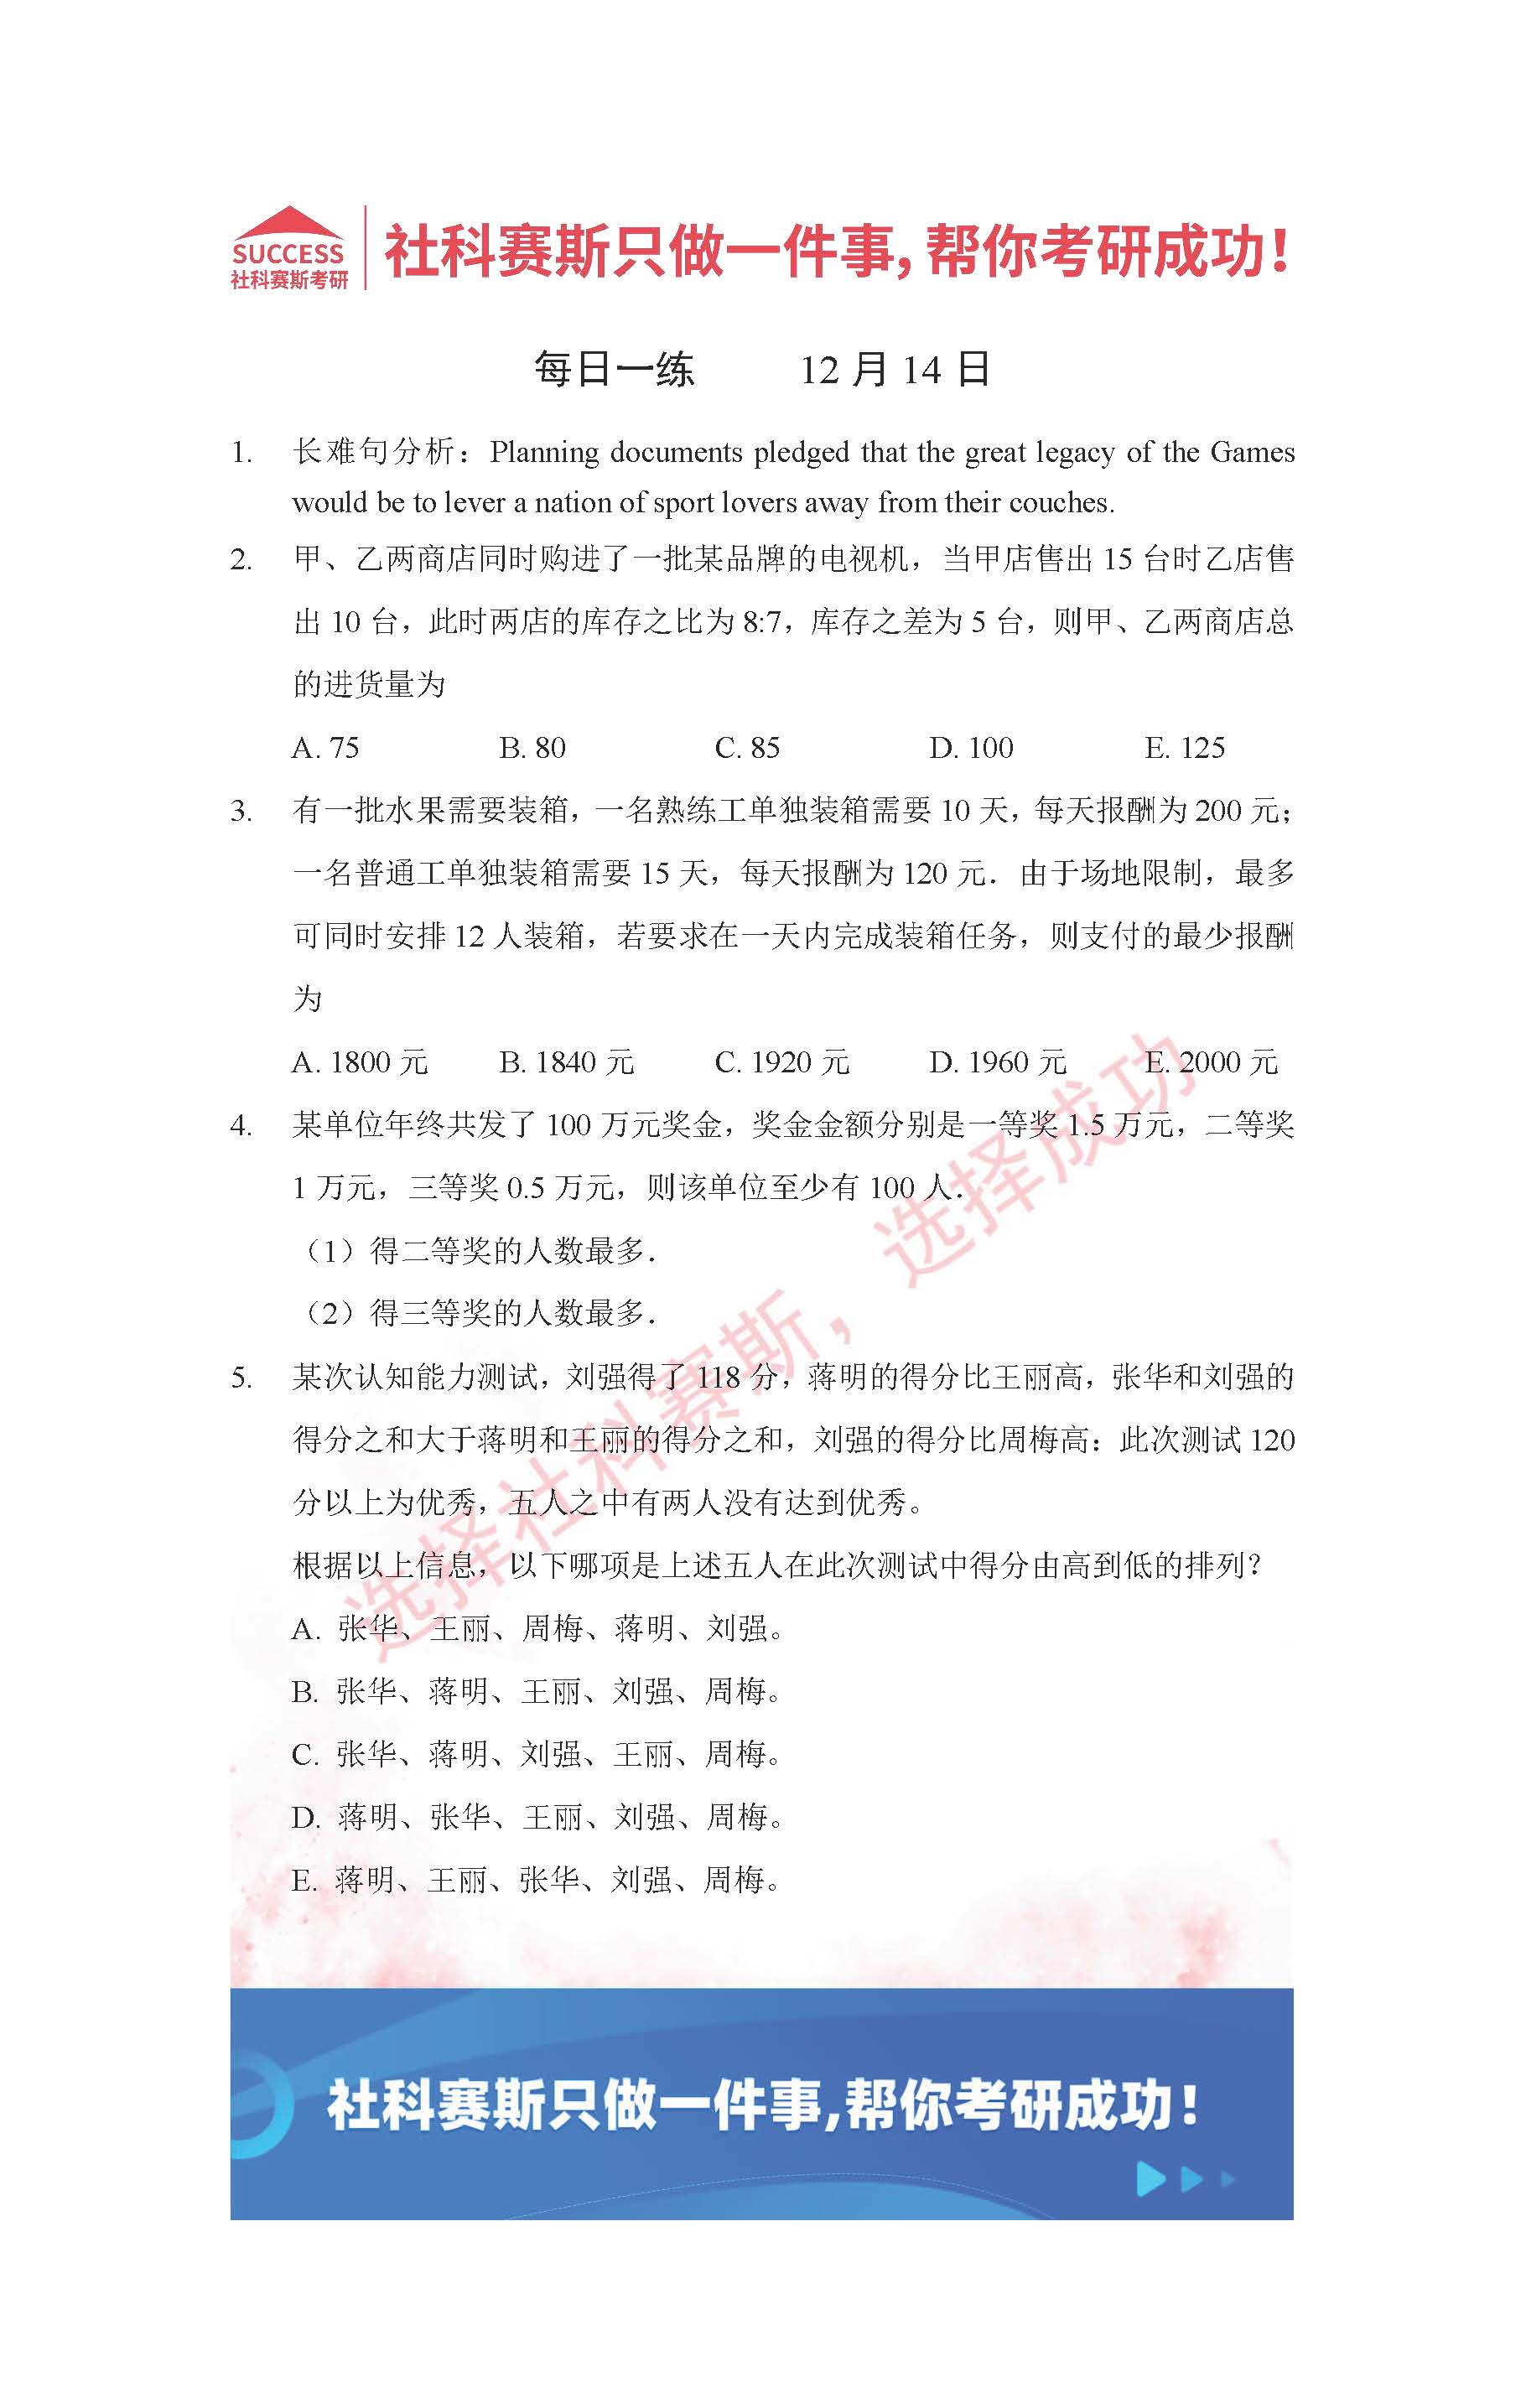 SUCCESS
社科赛斯考研
社科赛斯只做一件事,帮你考研成功!
每日一练 12 月 14 日
1. 长难句分析：Planning documents pledged that the great legacy of the Games
would be to lever a nation of sport lovers away from their couches.
2. 甲、乙两商店同时购进了一批某品牌的电视机，当甲店售出 15 台时乙店售
出 10 台，此时两店的库存之比为 8:7，库存之差为 5 台，则甲、乙两商店总
的进货量为
A. 75 B. 80 C. 85 D. 100 E. 125
3. 有一批水果需要装箱，一名熟练工单独装箱需要 10 天，每天报酬为 200 元；
一名普通工单独装箱需要 15 天，每天报酬为 120 元．由于场地限制，最多
可同时安排 12 人装箱，若要求在一天内完成装箱任务，则支付的最少报酬
为
A. 1800 元 B. 1840 元 C. 1920 元 D. 1960 元 E. 2000 元
4. 某单位年终共发了 100 万元奖金，奖金金额分别是一等奖 1.5 万元，二等奖
1 万元，三等奖 0.5 万元，则该单位至少有 100 人．
（1）得二等奖的人数最多．
（2）得三等奖的人数最多．
5. 某次认知能力测试，刘强得了 118 分，蒋明的得分比王丽高，张华和刘强的
得分之和大于蒋明和王丽的得分之和，刘强的得分比周梅高：此次测试 120
分以上为优秀，五人之中有两人没有达到优秀。
根据以上信息，以下哪项是上述五人在此次测试中得分由高到低的排列？
A. 张华、王丽、周梅、蒋明、刘强。
B. 张华、蒋明、王丽、刘强、周梅。
C. 张华、蒋明、刘强、王丽、周梅。
D. 蒋明、张华、王丽、刘强、周梅。
E. 蒋明、王丽、张华、刘强、周梅。
选择社科赛斯，选择成功
社科赛斯只做一件事,帮你考研成功!